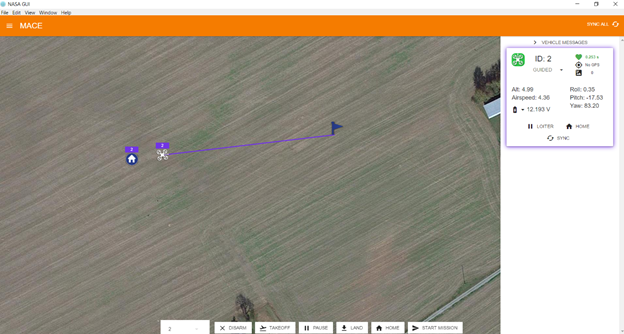 NASA GUI
File Edit View Window Help
MACE
SYNC ALL
VEHICLE MESSAGES
ID: 2
GUIDED
No GPS
6
Alt: 4.99
Airspeed: 4.36
12.193 V
Roll: 0.35
Pitch: -17.53
Yaw: 83.20
LOITER HOME
SYNC
2
2
2
DISARM TAKEOFF PAUSE LAND HOME START MISSION